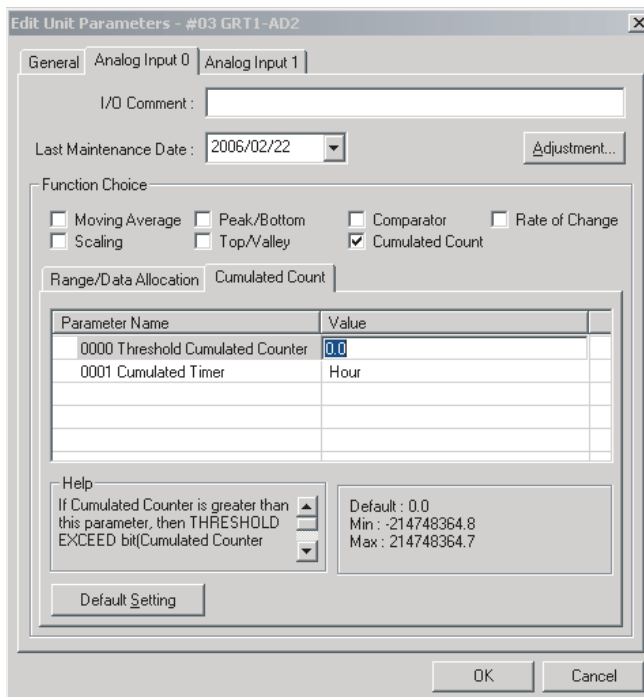 Edit Unit Parameters - #03 GRT1-AD2
General Analog Input 0 Analog Input 1
I/O Comment :
Last Maintenance Date : 2006/02/22 Adjustment...
Function Choice
Moving Average Peak/Bottom Comparator Rate of Change
Scaling Top/Valley Cumulated Count
Range/Data Allocation Cumulated Count
Parameter Name Value
0000 Threshold Cumulated Counter 0.0
0001 Cumulated Timer Hour
Help
If Cumulated Counter is greater than
this parameter, then THRESHOLD
EXCEED bit(Cumulated Counter
Default : 0.0
Min : -214748364.8
Max : 214748364.7
Default Setting
OK Cancel